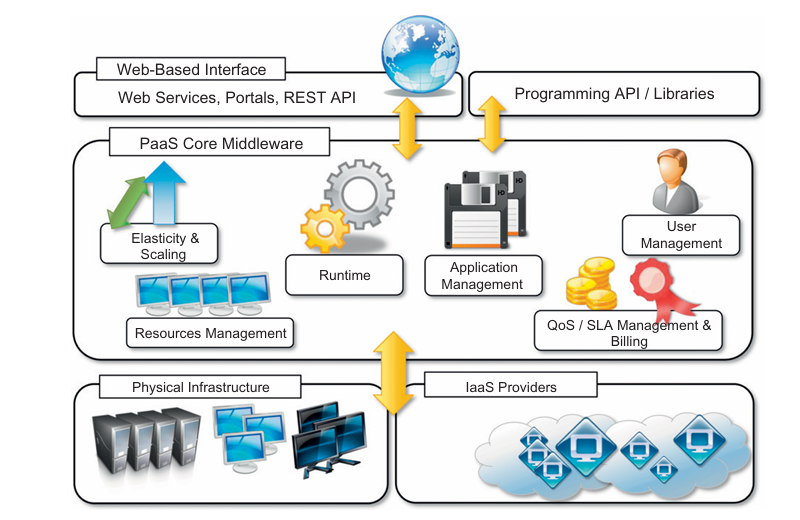 Web-Based Interface
Web Services, Portals, REST API
Programming API / Libraries
PaaS Core Middleware
Elasticity &
Scaling
Runtime
Application
Management
User
Management
Resources Management
QoS / SLA Management &
Billing
Physical Infrastructure
IaaS Providers